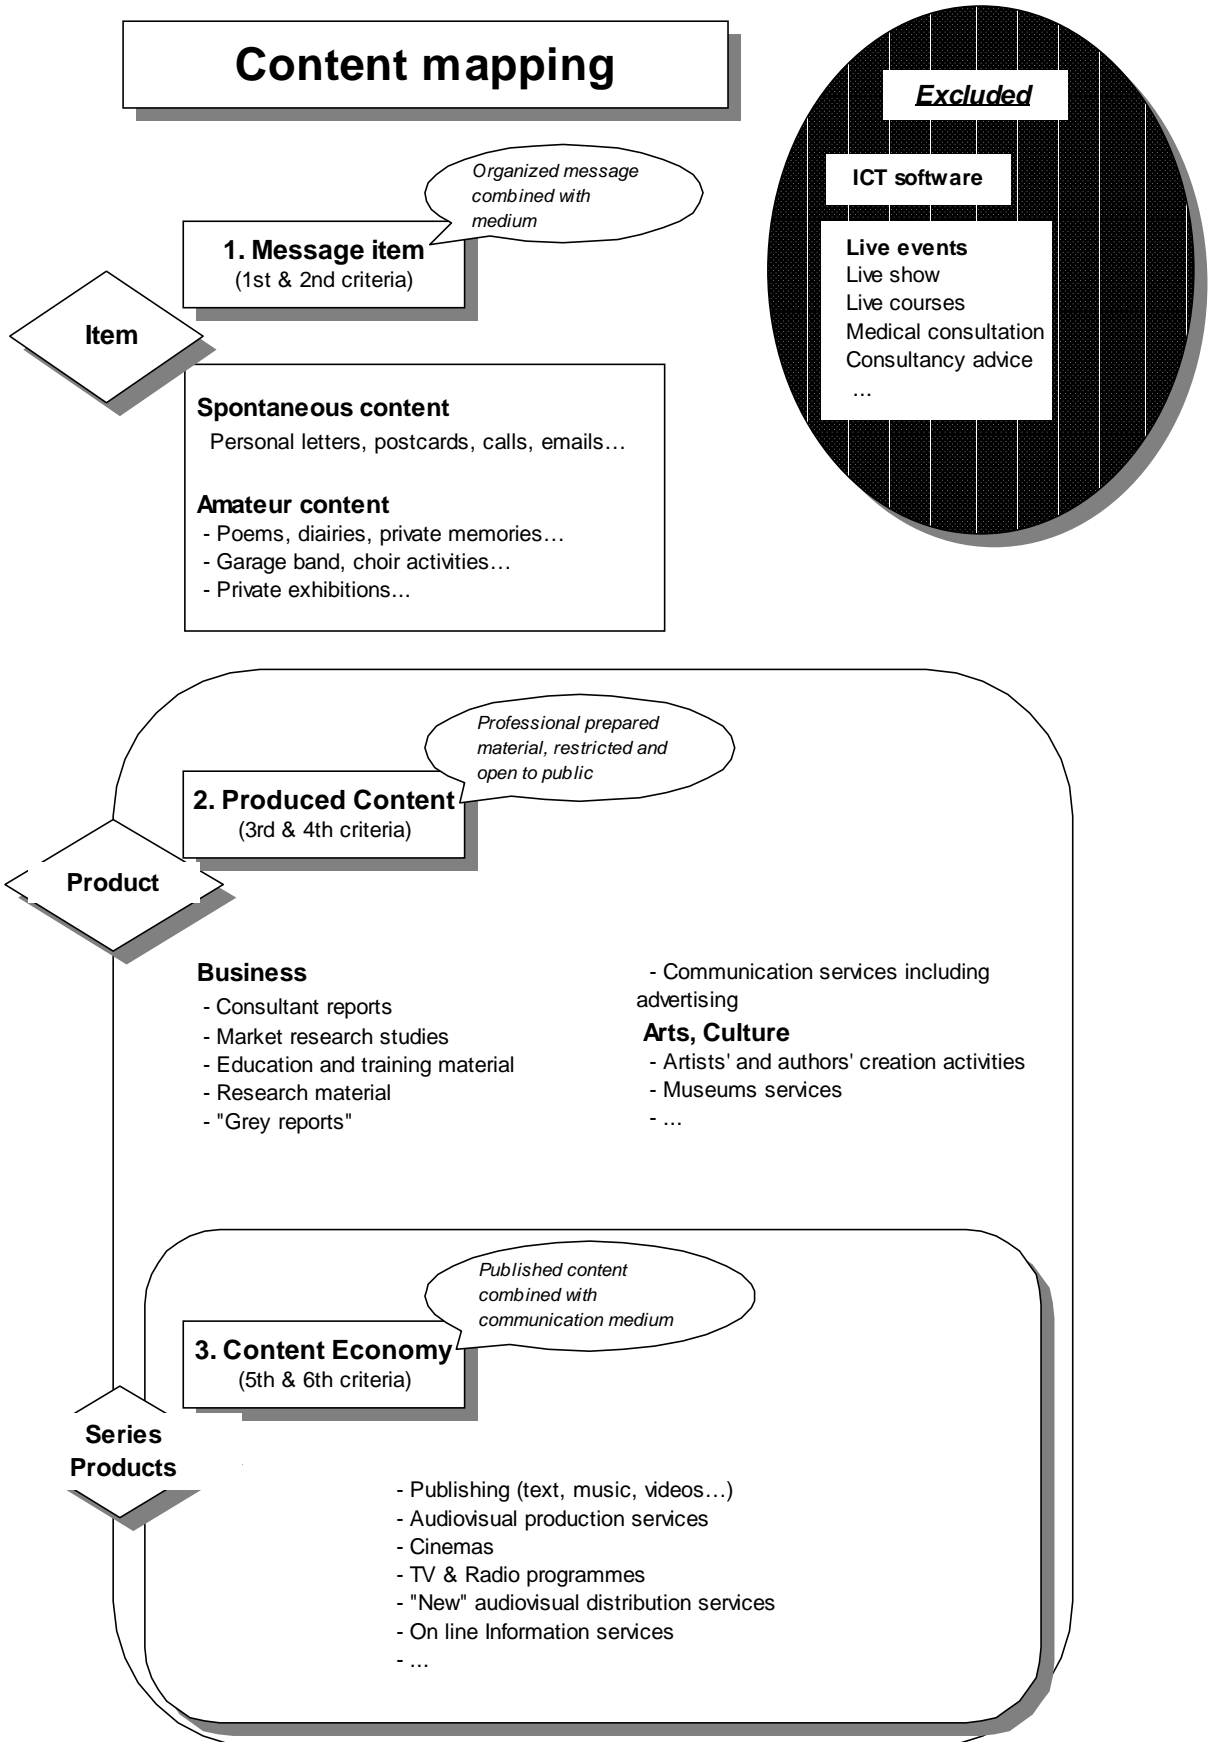 Content mapping
Excluded
ICT software
Live events
Live show
Live courses
Medical consultation
Consultancy advice
...
Organized message
combined with
medium
1. Message item
(1st & 2nd criteria)
Item
Spontaneous content
Personal letters, postcards, calls, emails…
Amateur content
- Poems, diairies, private memories…
- Garage band, choir activities…
- Private exhibitions...
Professional prepared
material, restricted and
open to public
2. Produced Content
(3rd & 4th criteria)
Product
Business
- Consultant reports
- Market research studies
- Education and training material
- Research material
- "Grey reports"
- Communication services including
advertising
Arts, Culture
- Artists' and authors' creation activities
- Museums services
- ...
Published content
combined with
communication medium
3. Content Economy
(5th & 6th criteria)
Series
Products
- Publishing (text, music, videos…)
- Audiovisual production services
- Cinemas
- TV & Radio programmes
- "New" audiovisual distribution services
- On line Information services
- ...